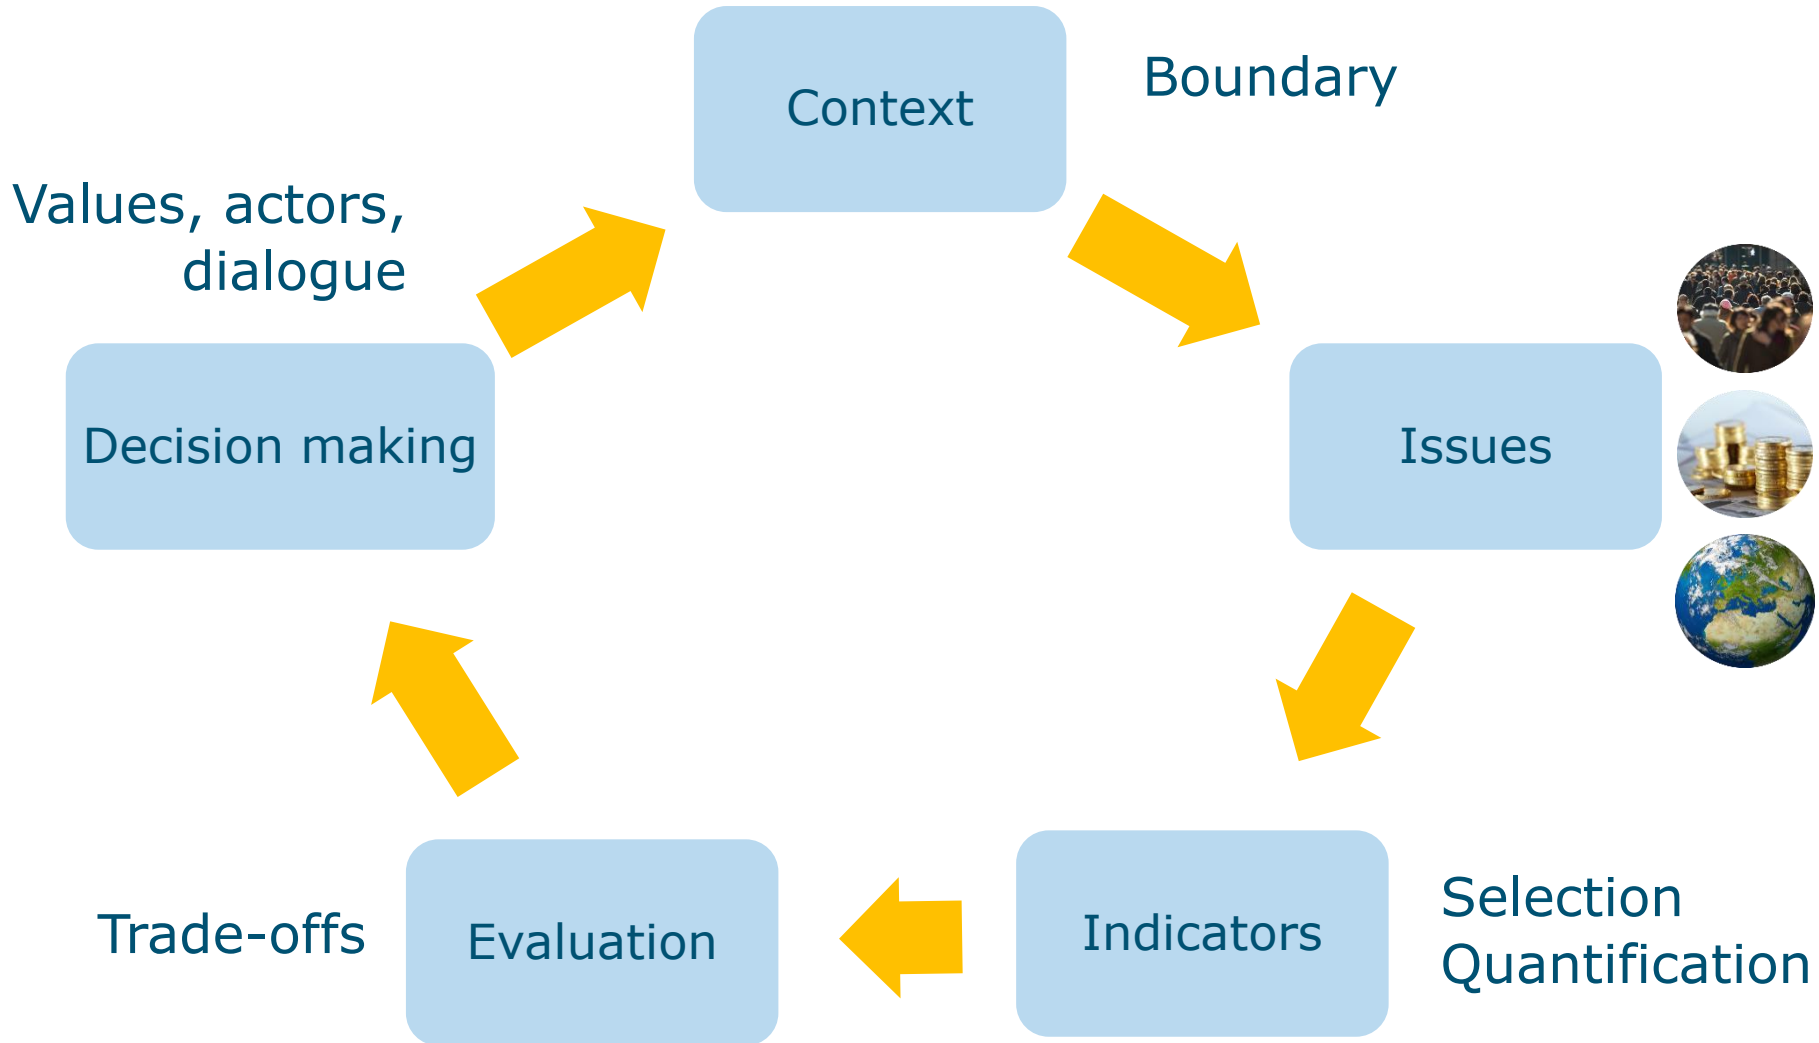 Context
Boundary
Values, actors,
dialogue
Decision making
Issues
Trade-offs
Evaluation
Indicators
Selection
Quantification